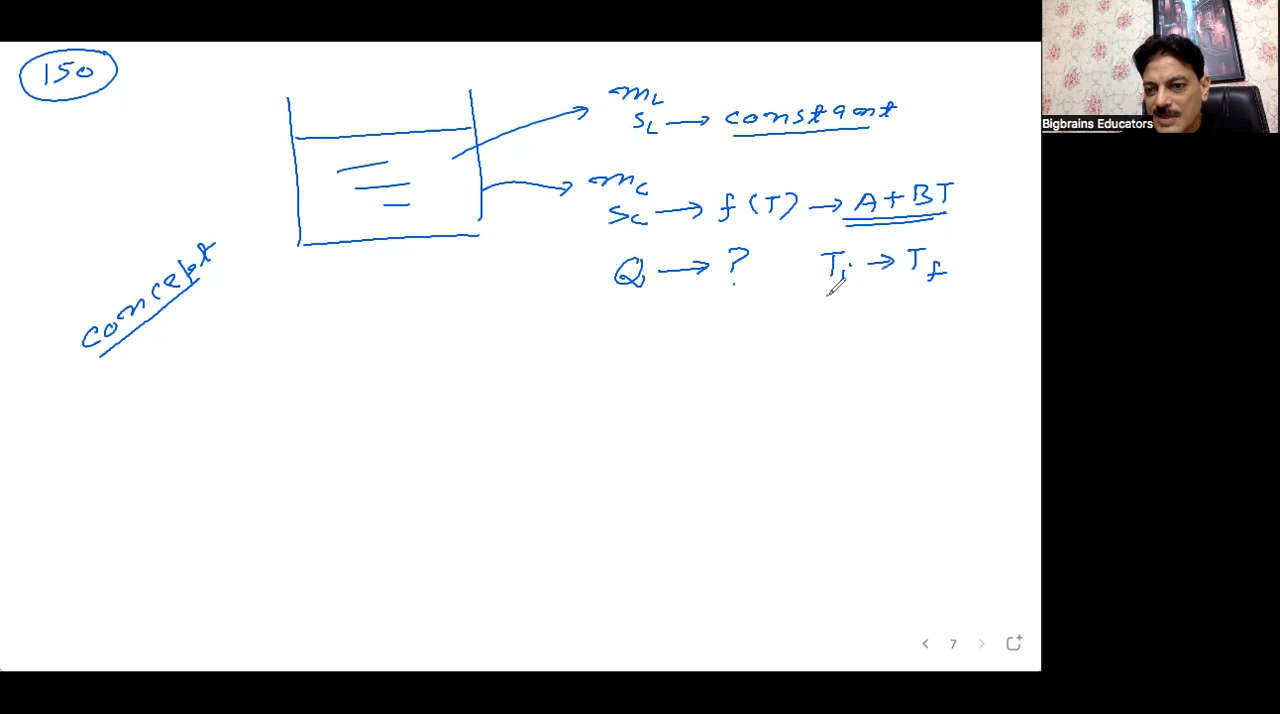 150
m_L
s_L → constant
m_c
s_c → f(T) → A + BT
Q → ? T_i → T_f
concept
Bigbrains Educators
7